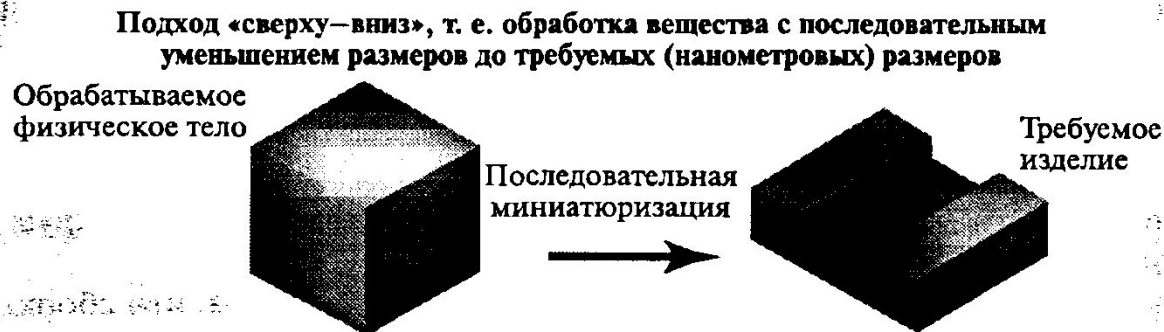 Подход «сверху—вниз», т. е. обработка вещества с последовательным
уменьшением размеров до требуемых (нанометровых) размеров
Обрабатываемое
физическое тело
Последовательная
миниатюризация
Требуемое
изделие